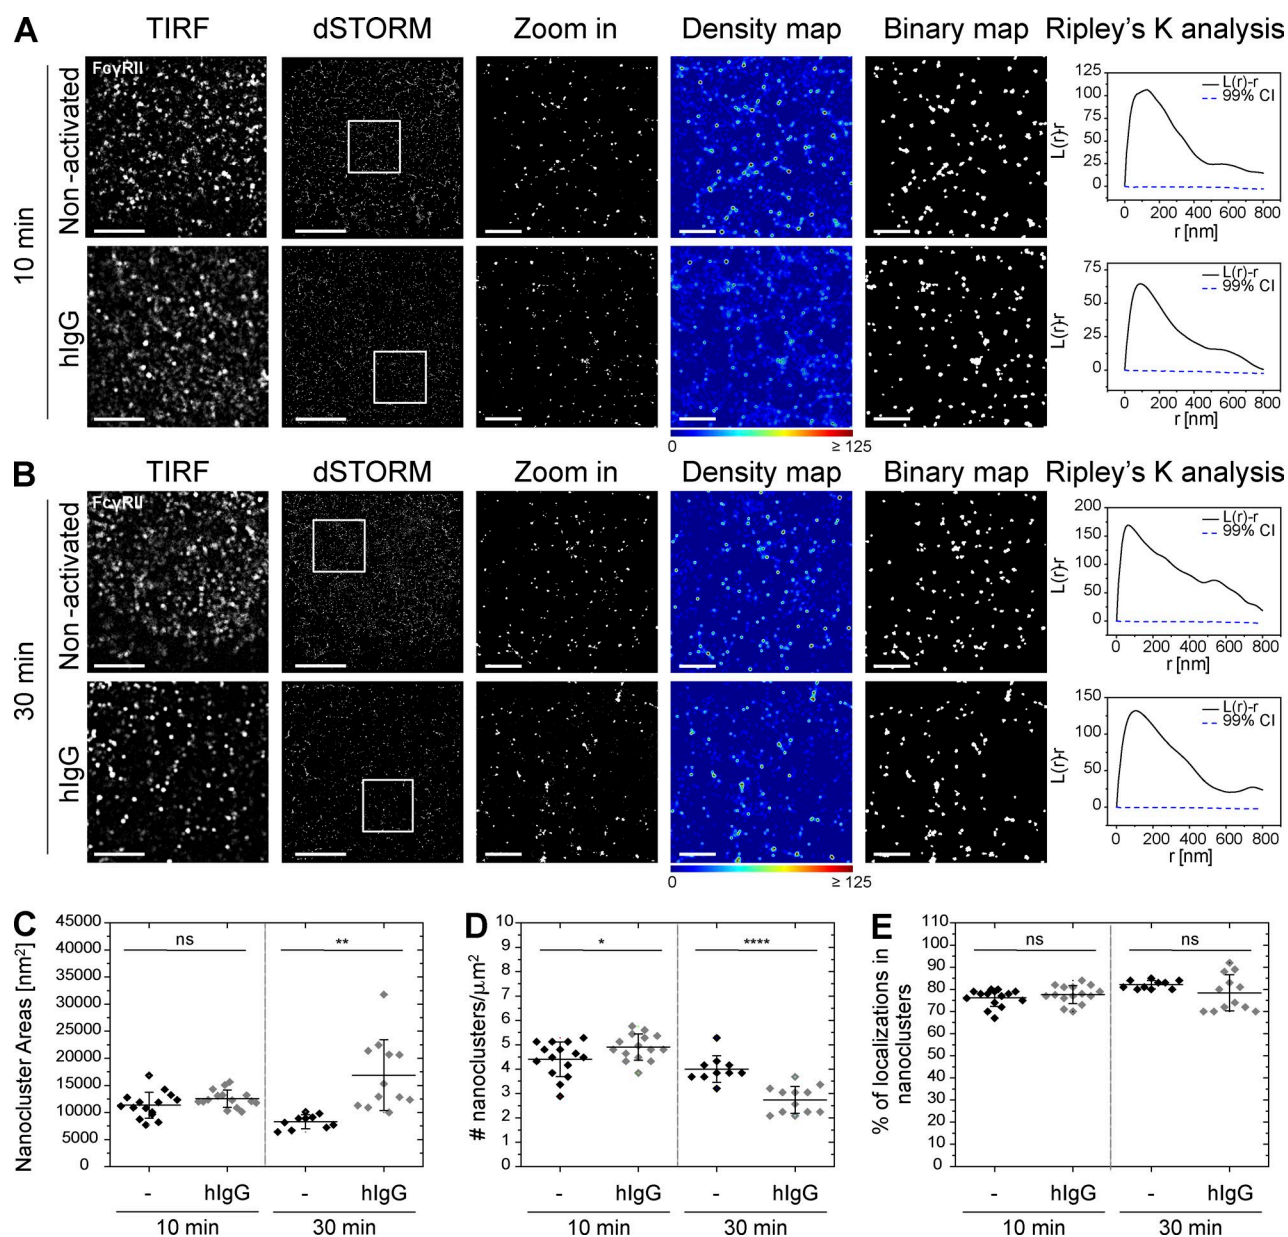 A
TIRF dSTORM Zoom in Density map Binary map Ripley's K analysis
10 min
Non -activated
FcγRII
L(r)-r
125
100
75
50
25
0
L(r)-r
99% CI
0 200 400 600 800
r [nm]
hIgG
0 ≥ 125
L(r)-r
75
50
25
0
L(r)-r
99% CI
0 200 400 600 800
r [nm]
B
TIRF dSTORM Zoom in Density map Binary map Ripley's K analysis
30 min
Non -activated
FcγRII
L(r)-r
200
150
100
50
0
L(r)-r
99% CI
0 200 400 600 800
r [nm]
hIgG
0 ≥ 125
L(r)-r
150
100
50
0
L(r)-r
99% CI
0 200 400 600 800
r [nm]
C
Nanocluster Areas [nm²]
45000
40000
35000
30000
25000
20000
15000
10000
5000
0
ns **
- hIgG - hIgG
10 min 30 min
D
# nanoclusters/μm²
10
9
8
7
6
5
4
3
2
1
0
* ****
- hIgG - hIgG
10 min 30 min
E
% of localizations in
nanoclusters
110
100
90
80
70
60
50
40
30
20
10
0
ns ns
- hIgG - hIgG
10 min 30 min